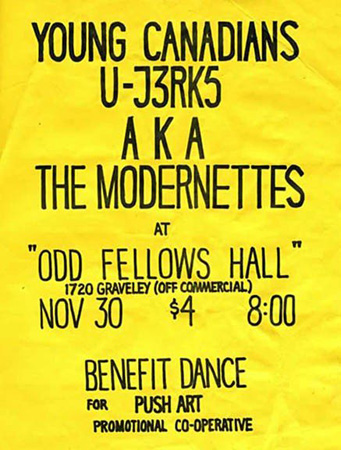 YOUNG CANADIANS
U-J3RK5
AKA
THE MODERNETTES
AT
"ODD FELLOWS HALL"
1720 GRAVELEY (OFF COMMERCIAL)
NOV 30 $4 8:00
BENEFIT DANCE
FOR PUSH ART
PROMOTIONAL CO-OPERATIVE